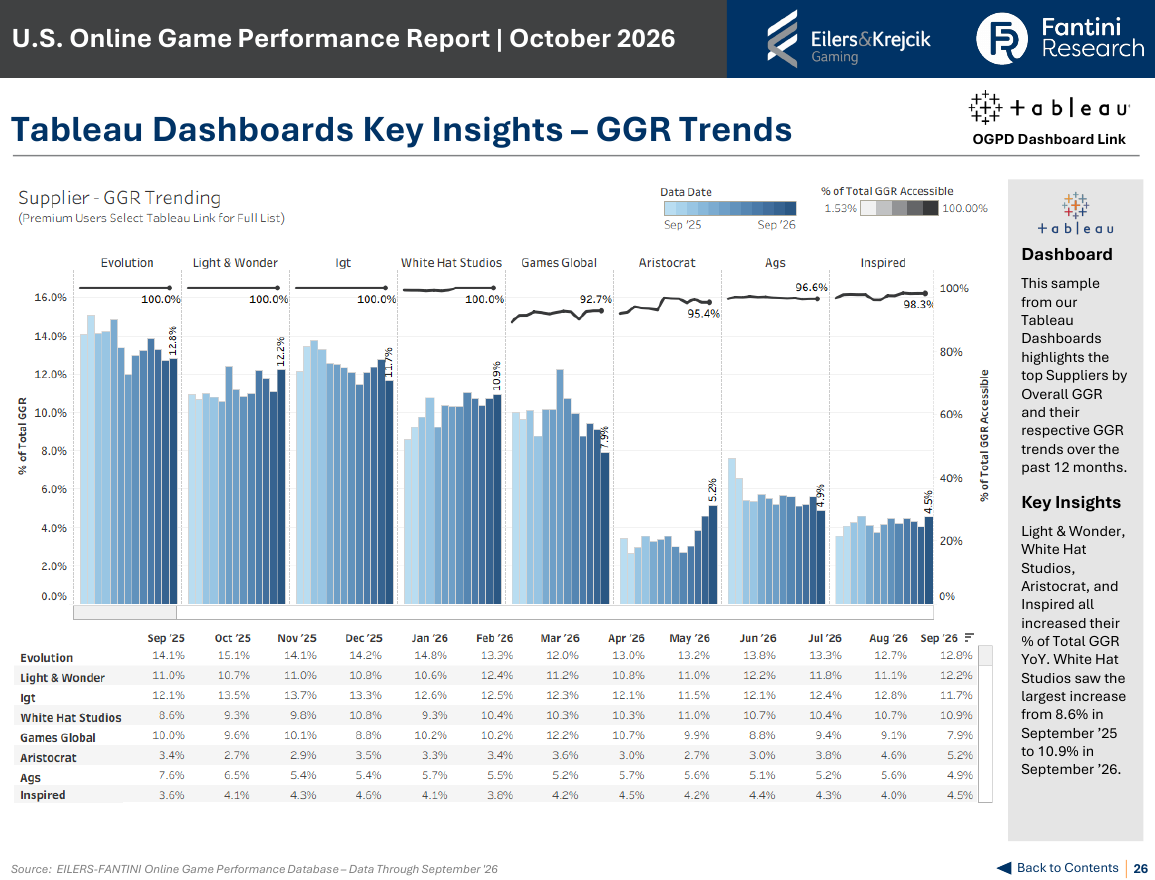 U.S. Online Game Performance Report | October 2026
Eilers&Krejcik
Gaming
Fantini
Research
Tableau Dashboards Key Insights – GGR Trends
+ a b l e a u
OGPD Dashboard Link
Supplier - GGR Trending
(Premium Users Select Tableau Link for Full List)
Data Date
Sep '25 Sep '26
% of Total GGR Accessible
1.53% 100.00%
Evolution Light & Wonder Igt White Hat Studios Games Global Aristocrat Ags Inspired
% of Total GGR
16.0%
14.0%
12.0%
10.0%
8.0%
6.0%
4.0%
2.0%
0.0%
100.0% 100.0% 100.0% 100.0% 92.7% 95.4% 96.6% 98.3%
12.8% 12.2% 11.7% 10.9% 7.9% 5.2% 4.9% 4.5%
100%
80%
60%
40%
20%
0%
% of Total GGR Accessible
Sep '25 Oct '25 Nov '25 Dec '25 Jan '26 Feb '26 Mar '26 Apr '26 May '26 Jun '26 Jul '26 Aug '26 Sep '26
Evolution 14.1% 15.1% 14.1% 14.2% 14.8% 13.3% 12.0% 13.0% 13.2% 13.8% 13.3% 12.7% 12.8%
Light & Wonder 11.0% 10.7% 11.0% 10.8% 10.6% 12.4% 11.2% 10.8% 11.0% 12.2% 11.8% 11.1% 12.2%
Igt 12.1% 13.5% 13.7% 13.3% 12.6% 12.5% 12.3% 12.1% 11.5% 12.1% 12.4% 12.8% 11.7%
White Hat Studios 8.6% 9.3% 9.8% 10.8% 9.3% 10.4% 10.3% 10.3% 11.0% 10.7% 10.4% 10.7% 10.9%
Games Global 10.0% 9.6% 10.1% 8.8% 10.2% 10.2% 12.2% 10.7% 9.9% 8.8% 9.4% 9.1% 7.9%
Aristocrat 3.4% 2.7% 2.9% 3.5% 3.3% 3.4% 3.6% 3.0% 2.7% 3.0% 3.8% 4.6% 5.2%
Ags 7.6% 6.5% 5.4% 5.4% 5.7% 5.5% 5.2% 5.7% 5.6% 5.1% 5.2% 5.6% 4.9%
Inspired 3.6% 4.1% 4.3% 4.6% 4.1% 3.8% 4.2% 4.5% 4.2% 4.4% 4.3% 4.0% 4.5%
+ a b l e a u
Dashboard
This sample
from our
Tableau
Dashboards
highlights the
top Suppliers by
Overall GGR
and their
respective GGR
trends over the
past 12 months.
Key Insights
Light & Wonder,
White Hat
Studios,
Aristocrat, and
Inspired all
increased their
% of Total GGR
YoY. White Hat
Studios saw the
largest increase
from 8.6% in
September '25
to 10.9% in
September '26.
Source: EILERS-FANTINI Online Game Performance Database – Data Through September '26
Back to Contents | 26